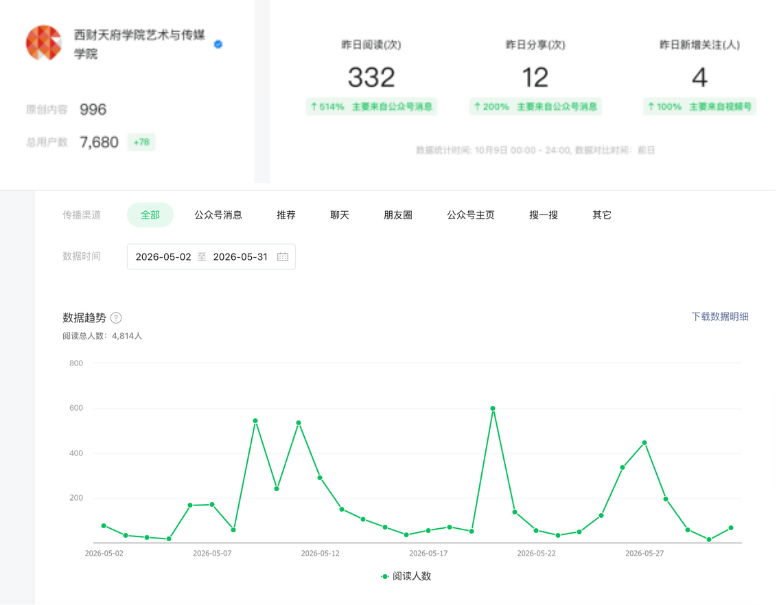 西财天府学院艺术与传媒
学院
原创内容 996
总用户数 7,680 +78
昨日阅读(次) 昨日分享(次) 昨日新增关注(人)
332 12 4
↑514% 主要来自公众号消息 ↑200% 主要来自公众号消息 ↑100% 主要来自视频号
数据统计时间: 10月9日 00:00 ~ 24:00, 数据对比时间: 前日
传播渠道 全部 公众号消息 推荐 聊天 朋友圈 公众号主页 搜一搜 其它
数据时间 2026-05-02 至 2026-05-31
数据趋势 ? 下载数据明细
阅读总人数: 4,814人
800
600
400
200
2026-05-02 2026-05-07 2026-05-12 2026-05-17 2026-05-22 2026-05-27
阅读人数